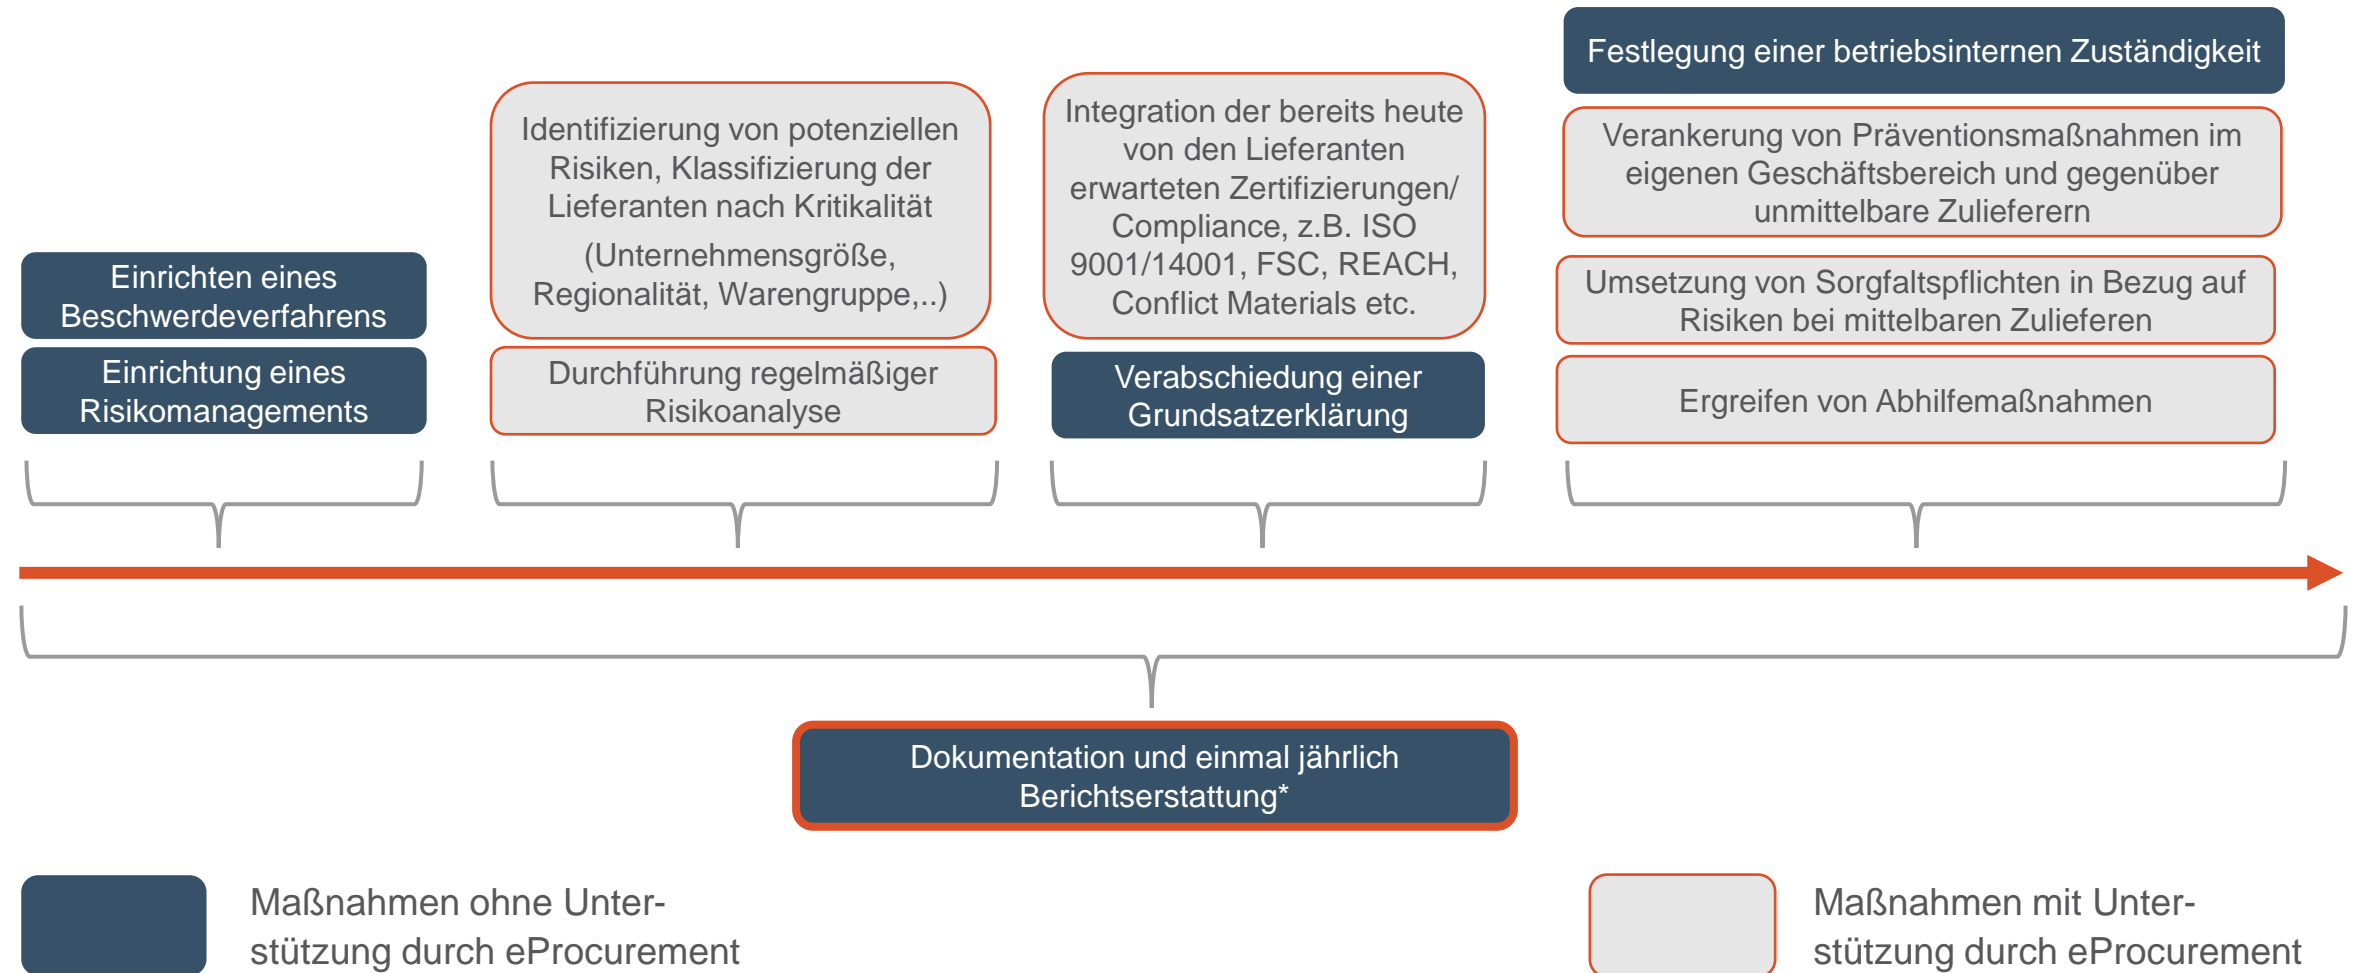 Einrichten eines
Beschwerdeverfahrens
Einrichtung eines
Risikomanagements
Identifizierung von potenziellen
Risiken, Klassifizierung der
Lieferanten nach Kritikalität
(Unternehmensgröße,
Regionalität, Warengruppe,..)
Durchführung regelmäßiger
Risikoanalyse
Integration der bereits heute
von den Lieferanten
erwarteten Zertifizierungen/
Compliance, z.B. ISO
9001/14001, FSC, REACH,
Conflict Materials etc.
Verabschiedung einer
Grundsatzerklärung
Festlegung einer betriebsinternen Zuständigkeit
Verankerung von Präventionsmaßnahmen im
eigenen Geschäftsbereich und gegenüber
unmittelbare Zulieferern
Umsetzung von Sorgfaltspflichten in Bezug auf
Risiken bei mittelbaren Zulieferen
Ergreifen von Abhilfemaßnahmen
Dokumentation und einmal jährlich
Berichtserstattung*
Maßnahmen ohne Unter-
stützung durch eProcurement
Maßnahmen mit Unter-
stützung durch eProcurement